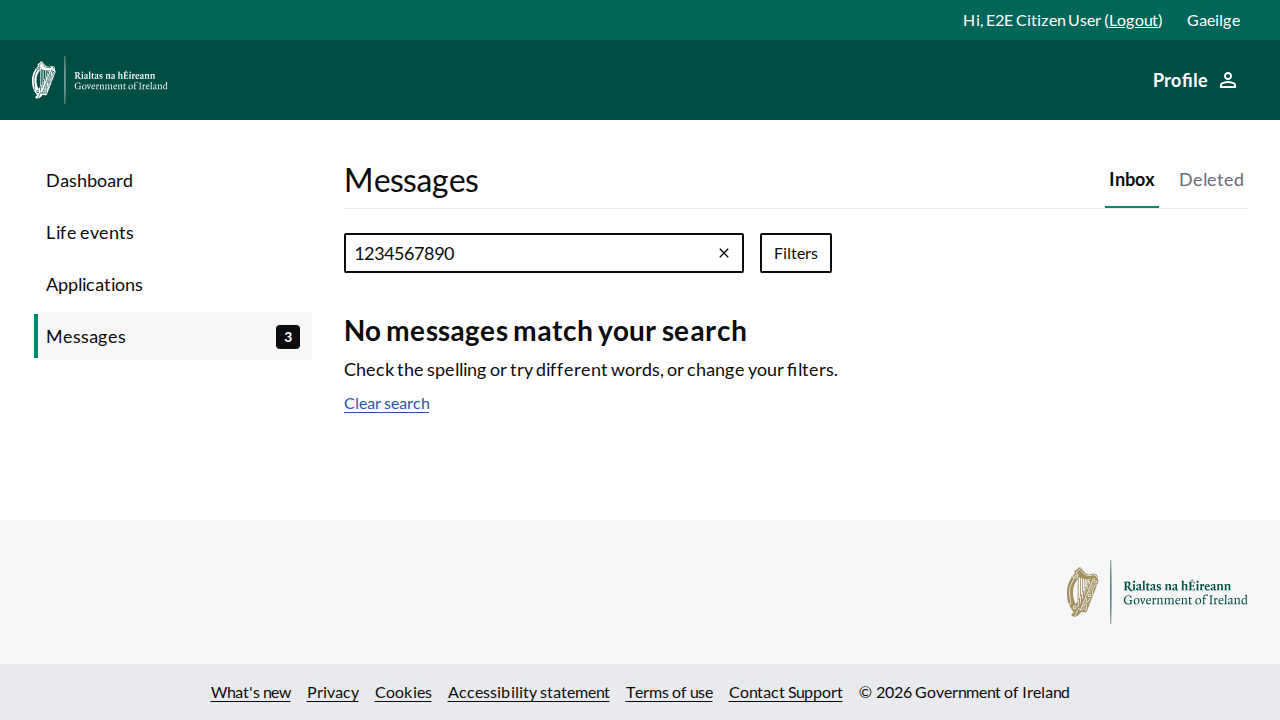 Hi, E2E Citizen User (Logout) Gaeilge
Rialtas na hÉireann
Government of Ireland
Profile
Dashboard
Life events
Applications
Messages 3
Messages
Inbox Deleted
1234567890
Filters
No messages match your search
Check the spelling or try different words, or change your filters.
Clear search
Rialtas na hÉireann
Government of Ireland
What's new Privacy Cookies Accessibility statement Terms of use Contact Support © 2026 Government of Ireland